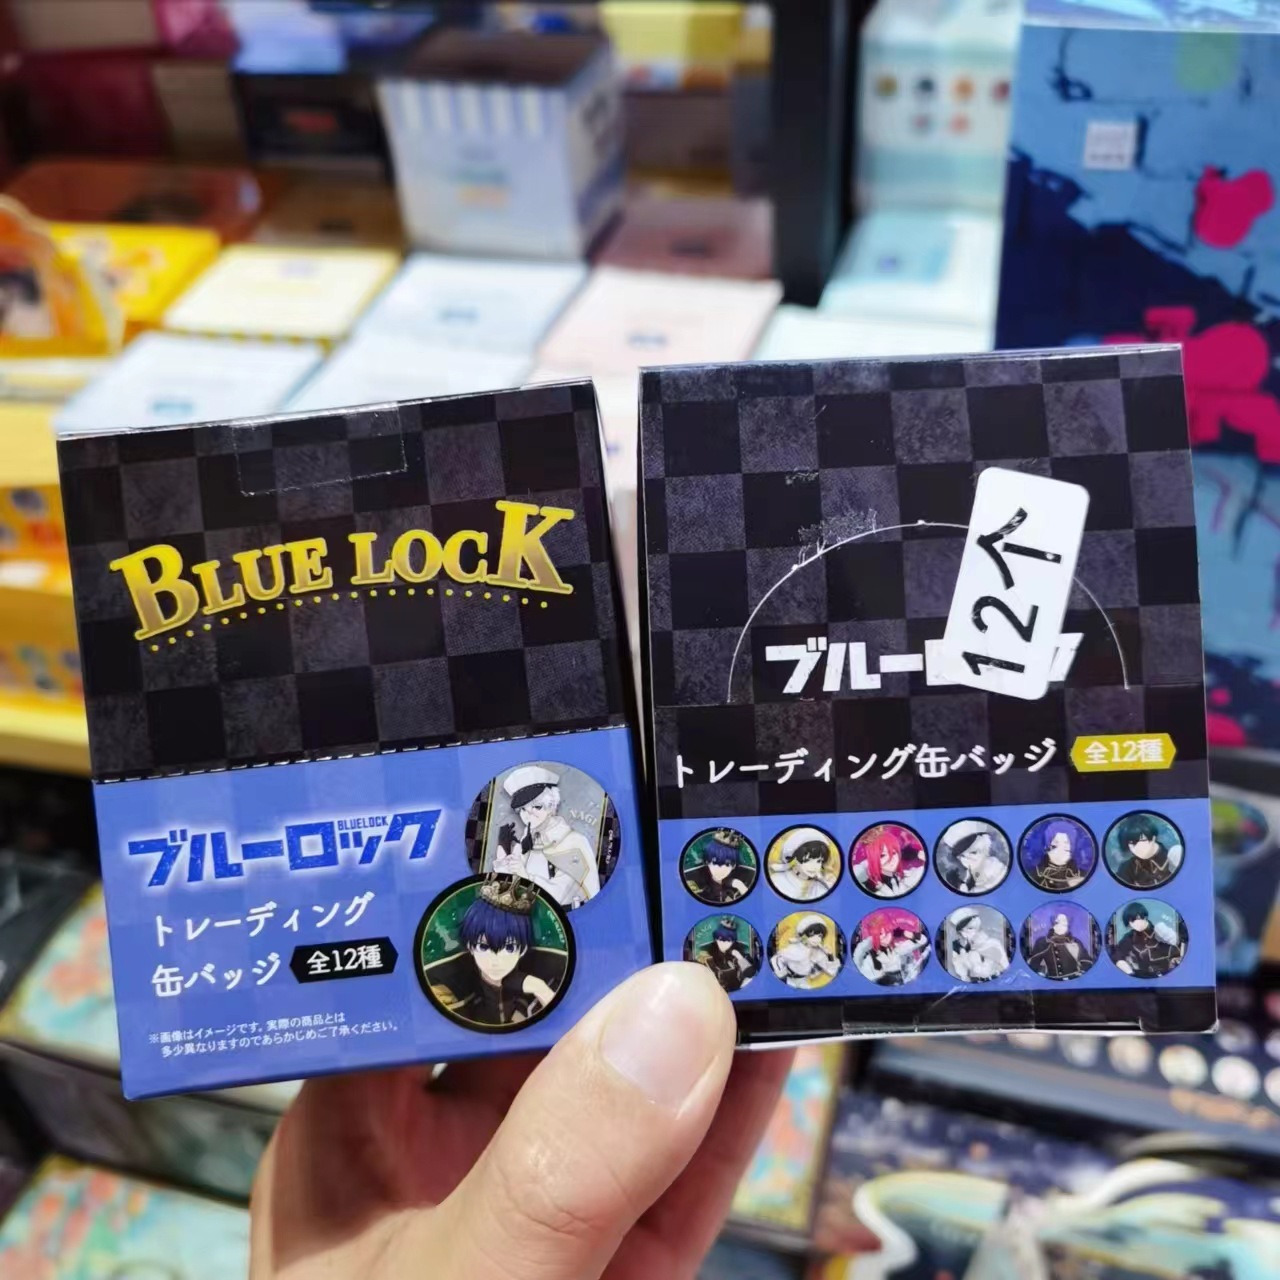 BLUE LOCK
ブルーロック
BLUELOCK
トレーディング
缶バッジ 全12種
※画像はイメージです。実際の商品とは
多少異なりますのであらかじめご了承ください。
NAGI
12个
ブルー
トレーディング缶バッジ 全12種